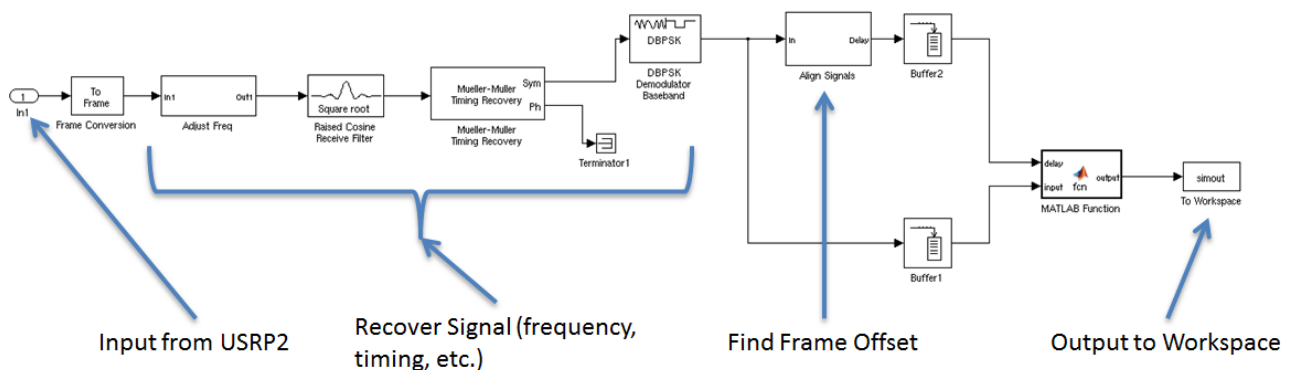 1
In1
To
Frame
Frame Conversion
In1
Out1
Adjust Freq
Square root
Raised Cosine
Receive Filter
Mueller-Muller
Timing Recovery
Sym
Ph
Mueller-Muller
Timing Recovery
Terminator1
DBPSK
DBPSK
Demodulator
Baseband
In
Delay
Align Signals
Buffer2
Buffer1
delay
input
fcn
output
MATLAB Function
simout
To Workspace
Input from USRP2
Recover Signal (frequency,
timing, etc.)
Find Frame Offset
Output to Workspace